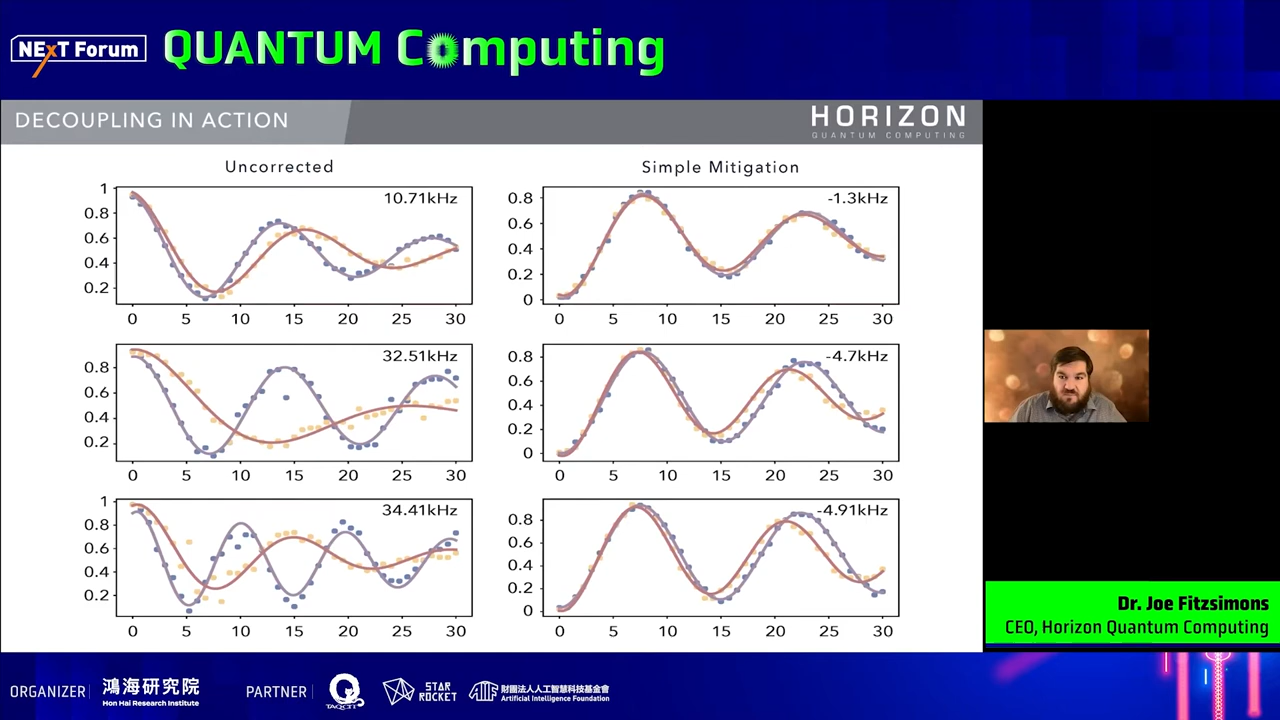 NExT Forum
QUANTUM Computing
DECOUPLING IN ACTION
HORIZON
QUANTUM COMPUTING
Uncorrected
Simple Mitigation
10.71kHz
1
0.8
0.6
0.4
0.2
0 5 10 15 20 25 30
-1.3kHz
0.8
0.6
0.4
0.2
0
0 5 10 15 20 25 30
32.51kHz
0.8
0.6
0.4
0.2
0 5 10 15 20 25 30
-4.7kHz
0.8
0.6
0.4
0.2
0
0 5 10 15 20 25 30
34.41kHz
1
0.8
0.6
0.4
0.2
0 5 10 15 20 25 30
-4.91kHz
0.8
0.6
0.4
0.2
0
0 5 10 15 20 25 30
Dr. Joe Fitzsimons
CEO, Horizon Quantum Computing
ORGANIZER
鴻海研究院
Hon Hai Research Institute
PARTNER
STAR
ROCKET
財團法人人工智慧科技基金會
Artificial Intelligence Foundation